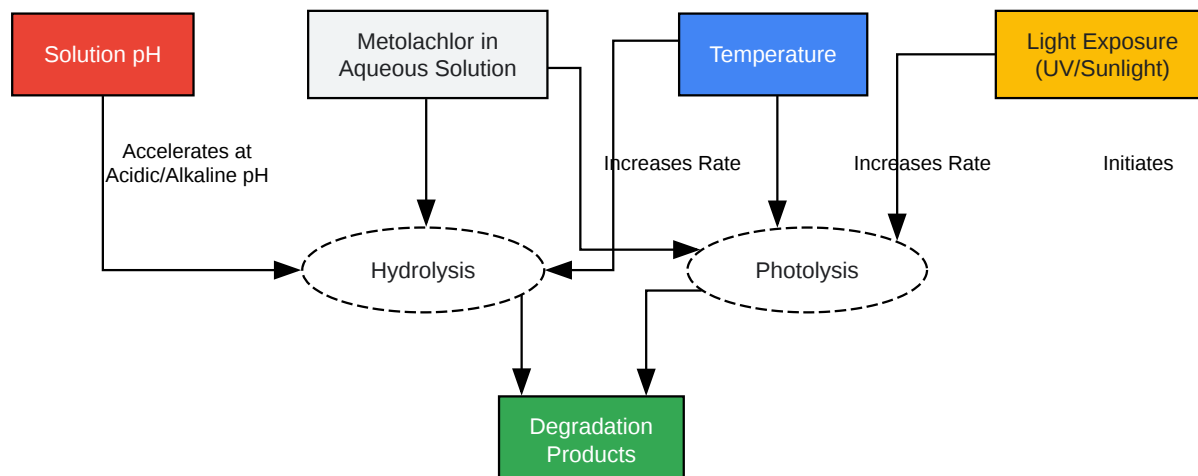 Solution pH
Metolachlor in
Aqueous Solution
Temperature
Light Exposure
(UV/Sunlight)
Accelerates at
Acidic/Alkaline pH
Increases Rate
Increases Rate
Initiates
Hydrolysis
Photolysis
Degradation
Products